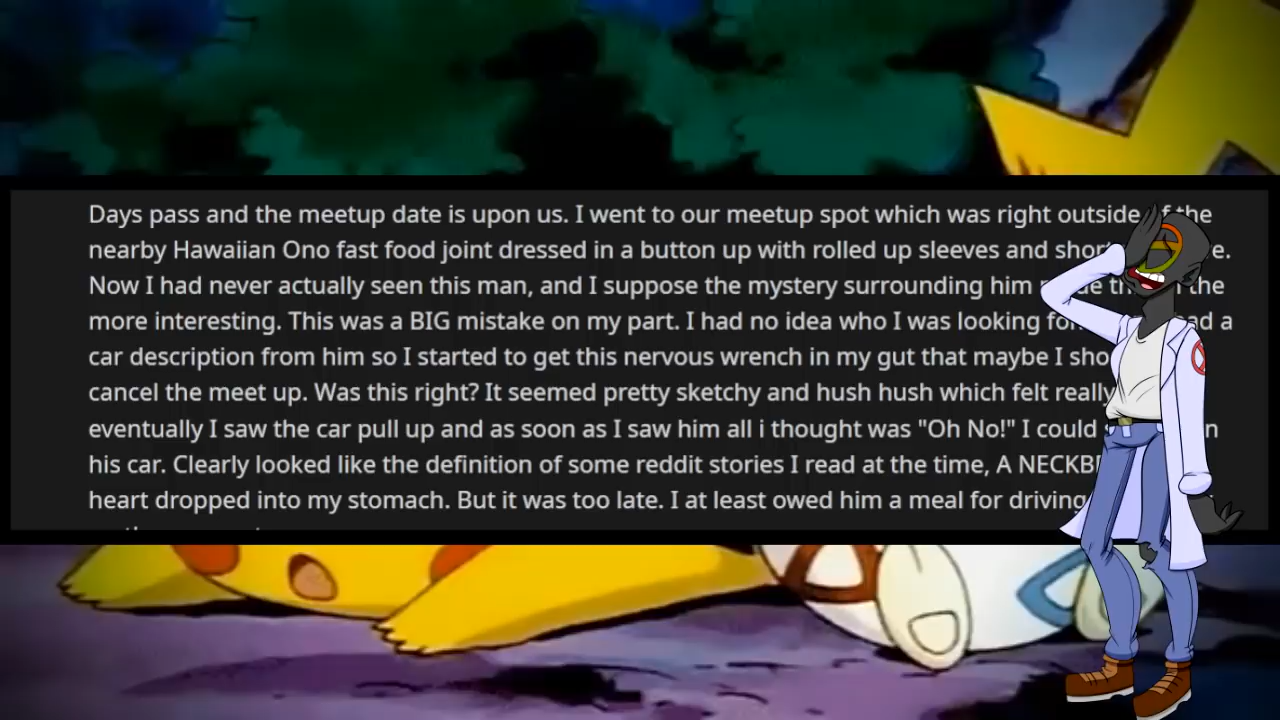 Days pass and the meetup date is upon us. I went to our meetup spot which was right outside of the
nearby Hawaiian Ono fast food joint dressed in a button up with rolled up sleeves and
Now I had never actually seen this man, and I suppose the mystery surrounding him the
more interesting. This was a BIG mistake on my part. I had no idea who I was looking a
car description from him so I started to get this nervous wrench in my gut that maybe I
cancel the meet up. Was this right? It seemed pretty sketchy and hush hush which felt really
eventually I saw the car pull up and as soon as I saw him all i thought was "Oh No!" I could
his car. Clearly looked like the definition of some reddit stories I read at the time, A
heart dropped into my stomach. But it was too late. I at least owed him a meal for driving